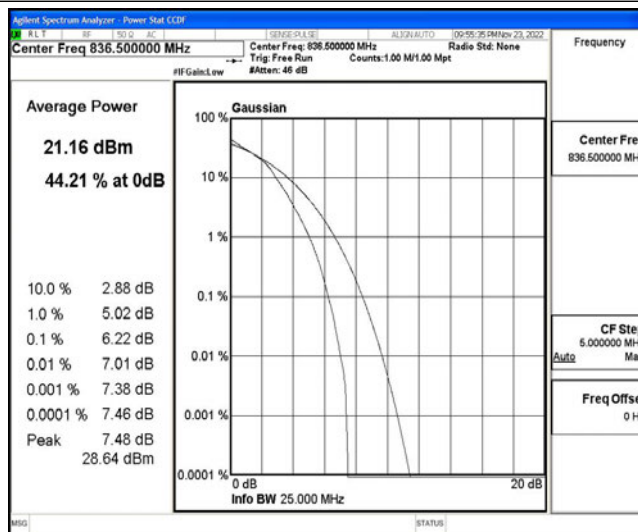 Agilent Spectrum Analyzer - Power Stat CCDF
RLT RF 50 Ω AC SENSE:PULSE ALIGN AUTO 09:55:35 PM Nov 23, 2022
Center Freq 836.500000 MHz
Center Freq: 836.500000 MHz Radio Std: None
Trig: Free Run Counts:1.00 M/1.00 Mpt
#IFGain:Low #Atten: 46 dB
Frequency
Average Power
21.16 dBm
44.21 % at 0dB
10.0 % 2.88 dB
1.0 % 5.02 dB
0.1 % 6.22 dB
0.01 % 7.01 dB
0.001 % 7.38 dB
0.0001 % 7.46 dB
Peak 7.48 dB
28.64 dBm
Gaussian
100 %
10 %
1 %
0.1 %
0.01 %
0.001 %
0.0001 %
0 dB 20 dB
Info BW 25.000 MHz
Center Fre
836.500000 MH
CF Ste
5.000000 MH
Auto Ma
Freq Offse
0 H
MSG STATUS